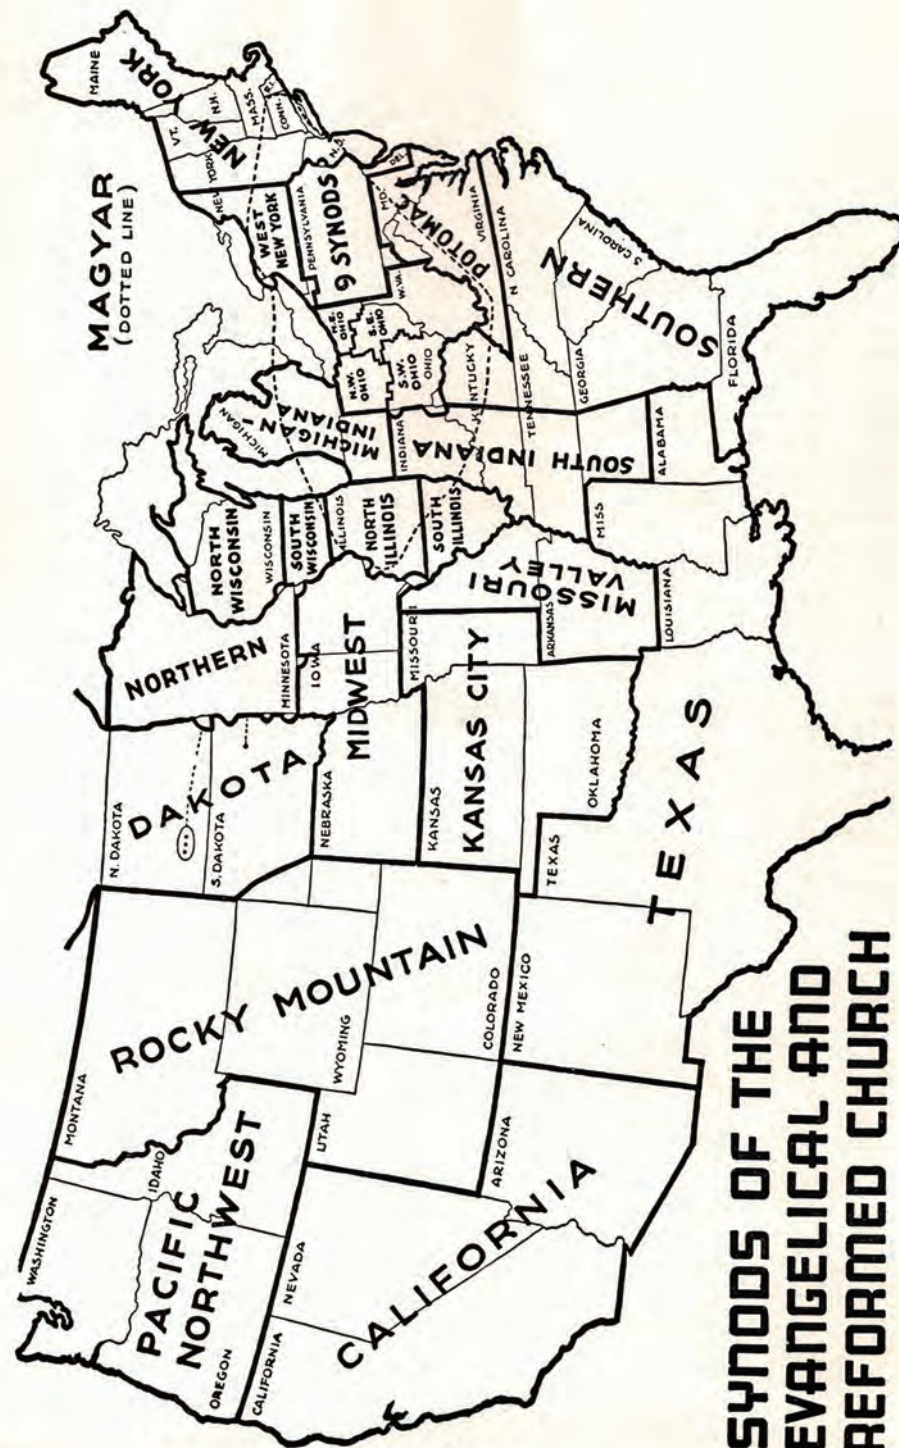 SYNODS OF THE
EVANGELICAL AND
REFORMED CHURCH
MAGYAR
(DOTTED LINE)
WASHINGTON
PACIFIC
NORTHWEST
OREGON
IDAHO
MONTANA
ROCKY MOUNTAIN
WYOMING
UTAH
COLORADO
CALIFORNIA
NEVADA
CALIFORNIA
ARIZONA
NEW MEXICO
TEXAS
TEXAS
OKLAHOMA
N. DAKOTA
DAKOTA
S. DAKOTA
NEBRASKA
MIDWEST
IOWA
KANSAS
KANSAS CITY
MISSOURI
NORTHERN
MINNESOTA
NORTH
WISCONSIN
WISCONSIN
SOUTH
WISCONSIN
ILLINOIS
NORTH
ILLINOIS
SOUTH
ILLINOIS
MISSOURI
VALLEY
ARKANSAS
LOUISIANA
MISS
ALABAMA
MICHIGAN
MICHIGAN-
INDIANA
INDIANA
SOUTH INDIANA
KENTUCKY
TENNESSEE
N.W.
OHIO
N.E.
OHIO
S.E.
OHIO
S.W.
OHIO
OHIO
W.VA.
PENNSYLVANIA
9 SYNODS
WEST
NEW YORK
NEW YORK
NEW YORK
MAINE
VT.
N.H.
MASS.
R.I.
CONN.
N.J.
DEL.
MD.
POTOMAC
VIRGINIA
N CAROLINA
S CAROLINA
SOUTHERN
GEORGIA
FLORIDA